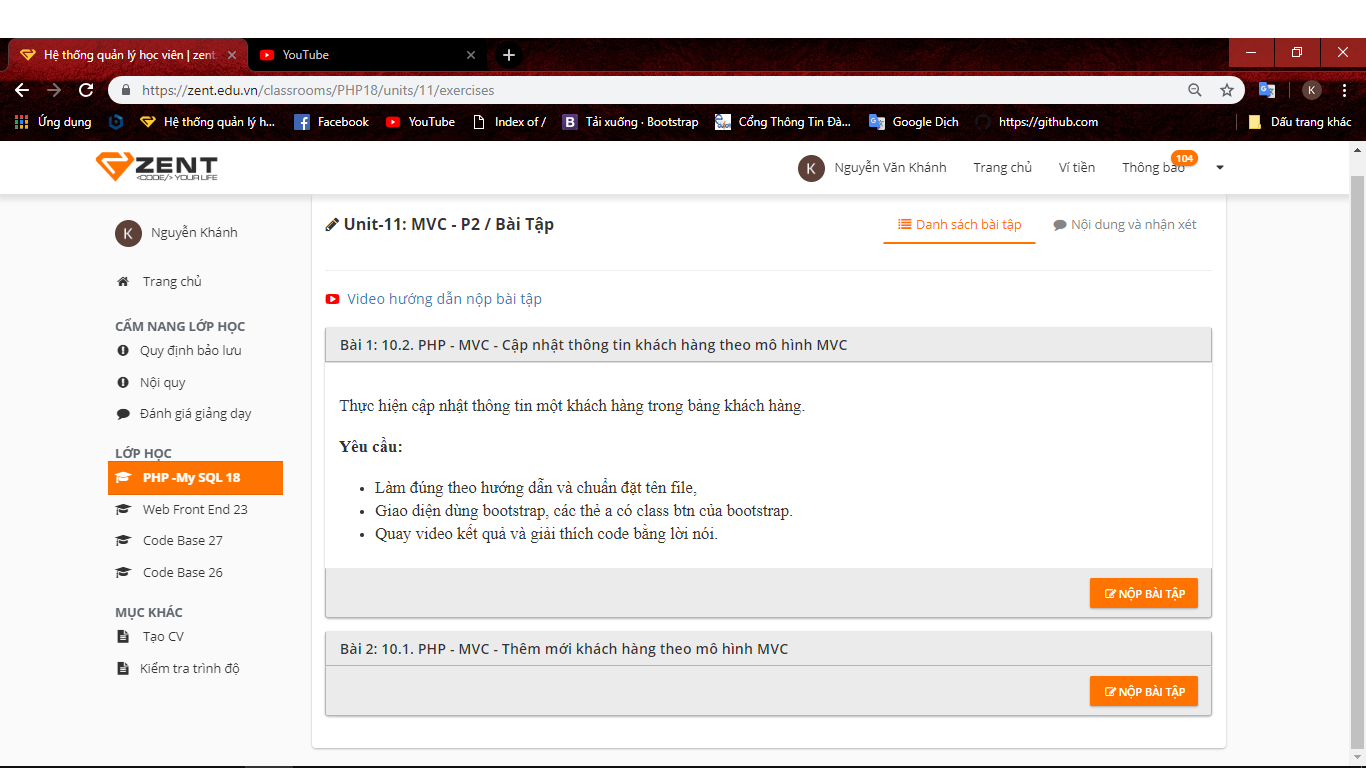 Hệ thống quản lý học viên | zent
YouTube
https://zent.edu.vn/classrooms/PHP18/units/11/exercises
K
Ứng dụng
Hệ thống quản lý h...
Facebook
YouTube
Index of /
Tải xuống · Bootstrap
Cổng Thông Tin Đà...
Google Dịch
https://github.com
Dấu trang khác
ZENT
<CODE/> YOUR LIFE
K
Nguyễn Văn Khánh
Trang chủ
Ví tiền
Thông báo
104
K
Nguyễn Khánh
Trang chủ
CẨM NANG LỚP HỌC
Quy định bảo lưu
Nội quy
Đánh giá giảng dạy
LỚP HỌC
PHP -My SQL 18
Web Front End 23
Code Base 27
Code Base 26
MỤC KHÁC
Tạo CV
Kiểm tra trình độ
Unit-11: MVC - P2 / Bài Tập
Danh sách bài tập
Nội dung và nhận xét
Video hướng dẫn nộp bài tập
Bài 1: 10.2. PHP - MVC - Cập nhật thông tin khách hàng theo mô hình MVC
Thực hiện cập nhật thông tin một khách hàng trong bảng khách hàng.
Yêu cầu:
• Làm đúng theo hướng dẫn và chuẩn đặt tên file,
• Giao diện dùng bootstrap, các thẻ a có class btn của bootstrap.
• Quay video kết quả và giải thích code bằng lời nói.
NỘP BÀI TẬP
Bài 2: 10.1. PHP - MVC - Thêm mới khách hàng theo mô hình MVC
NỘP BÀI TẬP